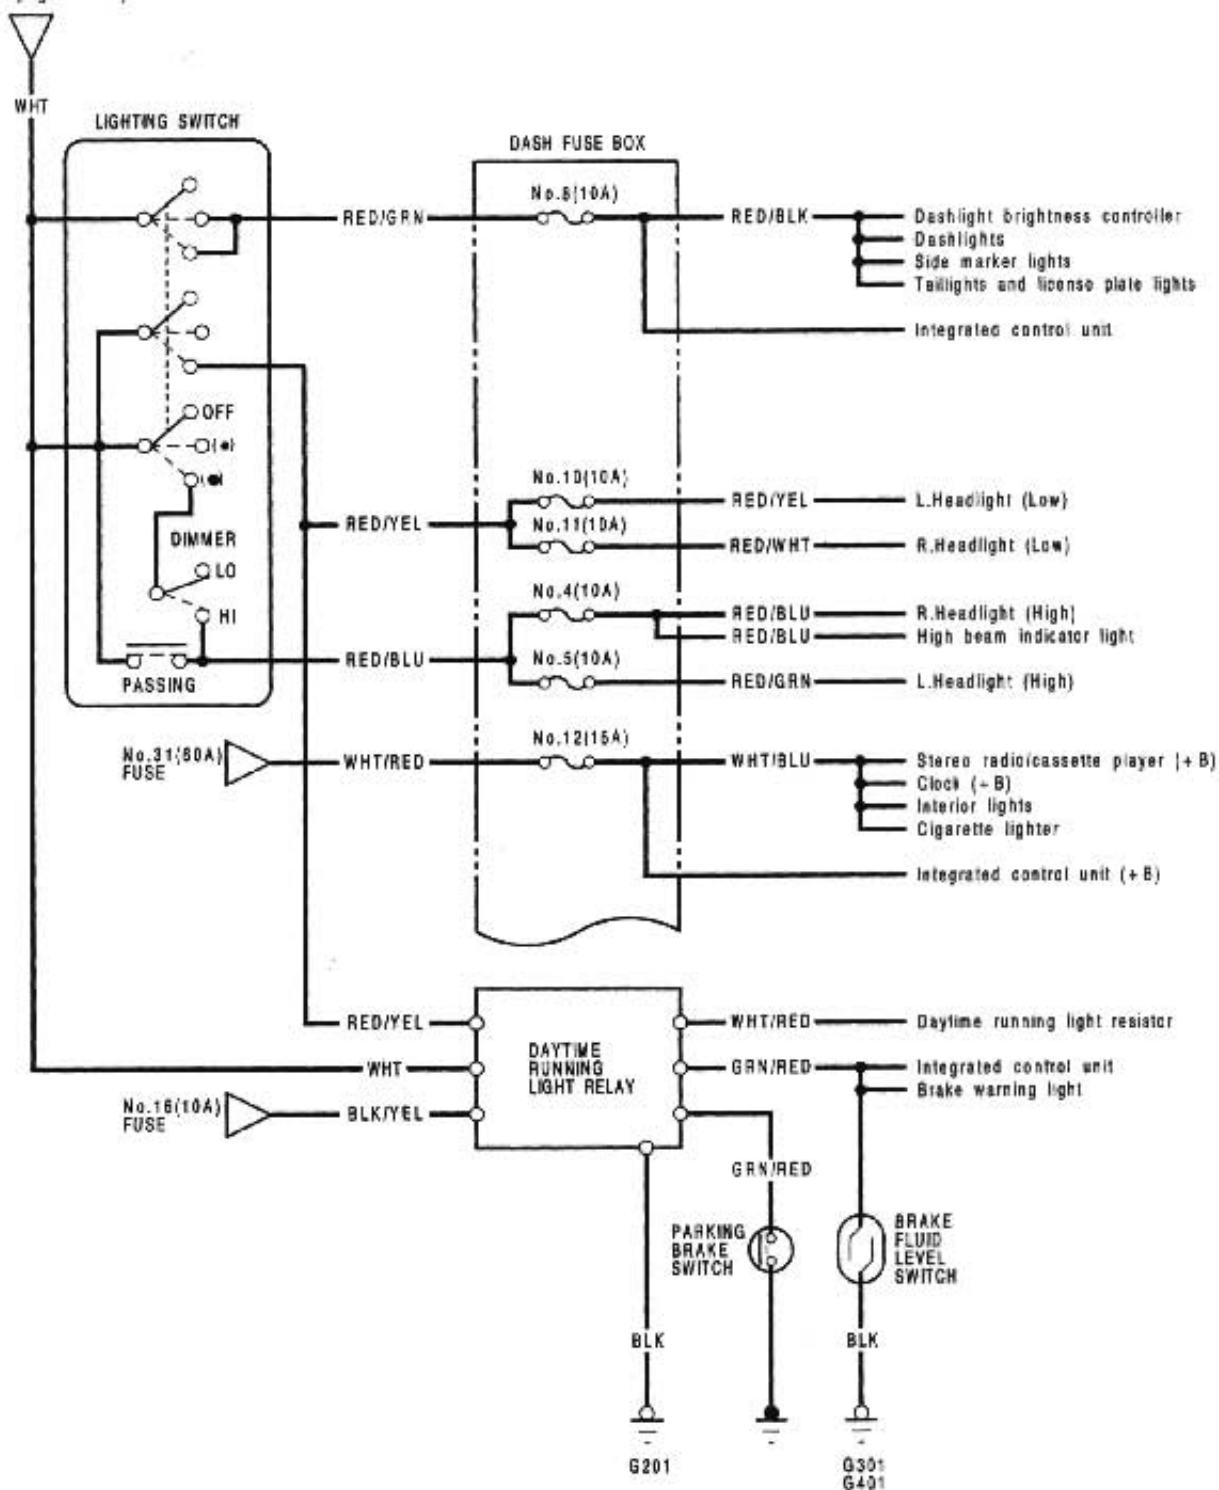 WHT
LIGHTING SWITCH
DASH FUSE BOX
No.8(10A)
RED/GRN
RED/BLK
Dashlight brightness controller
Dashlights
Side marker lights
Taillights and license plate lights
Integrated control unit
OFF
No.10(10A)
RED/YEL
L.Headlight (Low)
RED/YEL
No.11(10A)
DIMMER
RED/WHT
R.Headlight (Low)
LO
No.4(10A)
HI
RED/BLU
R.Headlight (High)
RED/BLU
High beam indicator light
RED/BLU
No.5(10A)
PASSING
RED/GRN
L.Headlight (High)
No.31(60A)
FUSE
WHT/RED
No.12(15A)
WHT/BLU
Stereo radio/cassette player (+B)
Clock (+B)
Interior lights
Cigarette lighter
Integrated control unit (+B)
RED/YEL
WHT/RED
Daytime running light resistor
DAYTIME
RUNNING
LIGHT RELAY
WHT
GRN/RED
Integrated control unit
Brake warning light
No.16(10A)
FUSE
BLK/YEL
GRN/RED
PARKING
BRAKE
SWITCH
BRAKE
FLUID
LEVEL
SWITCH
BLK
BLK
G201
G301
G401